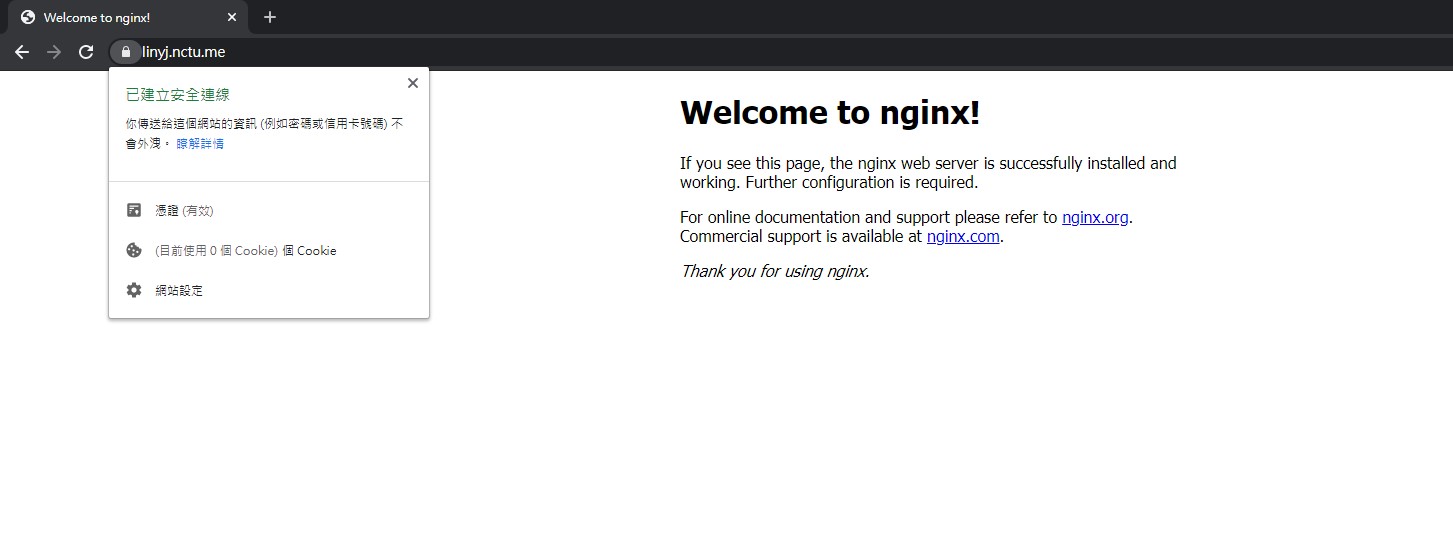 Welcome to nginx!
linyj.nctu.me
已建立安全連線
你傳送給這個網站的資訊 (例如密碼或信用卡號碼) 不
會外洩。 瞭解詳情
憑證 (有效)
(目前使用 0 個 Cookie) 個 Cookie
網站設定
Welcome to nginx!
If you see this page, the nginx web server is successfully installed and
working. Further configuration is required.
For online documentation and support please refer to nginx.org.
Commercial support is available at nginx.com.
Thank you for using nginx.